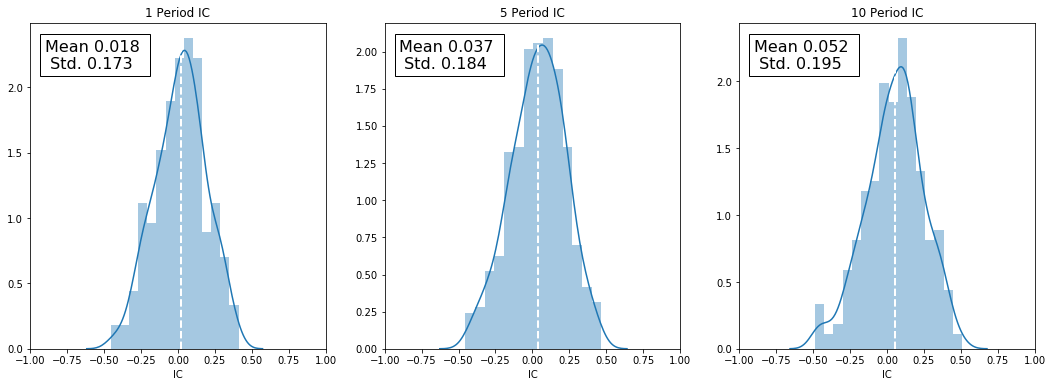 1 Period IC
Mean 0.018
Std. 0.173
2.0
1.5
1.0
0.5
0.0
−1.00 −0.75 −0.50 −0.25 0.00 0.25 0.50 0.75 1.00
IC
5 Period IC
Mean 0.037
Std. 0.184
2.00
1.75
1.50
1.25
1.00
0.75
0.50
0.25
0.00
−1.00 −0.75 −0.50 −0.25 0.00 0.25 0.50 0.75 1.00
IC
10 Period IC
Mean 0.052
Std. 0.195
2.0
1.5
1.0
0.5
0.0
−1.00 −0.75 −0.50 −0.25 0.00 0.25 0.50 0.75 1.00
IC